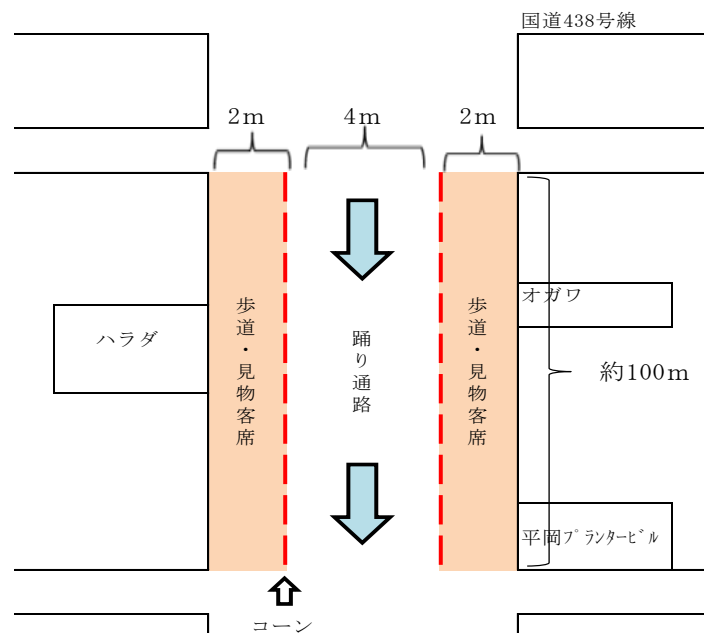 国道438号線
2m
4m
2m
オガワ
ハラダ
歩道・見物客席
踊り通路
歩道・見物客席
約100m
平岡プランタービル
コーン